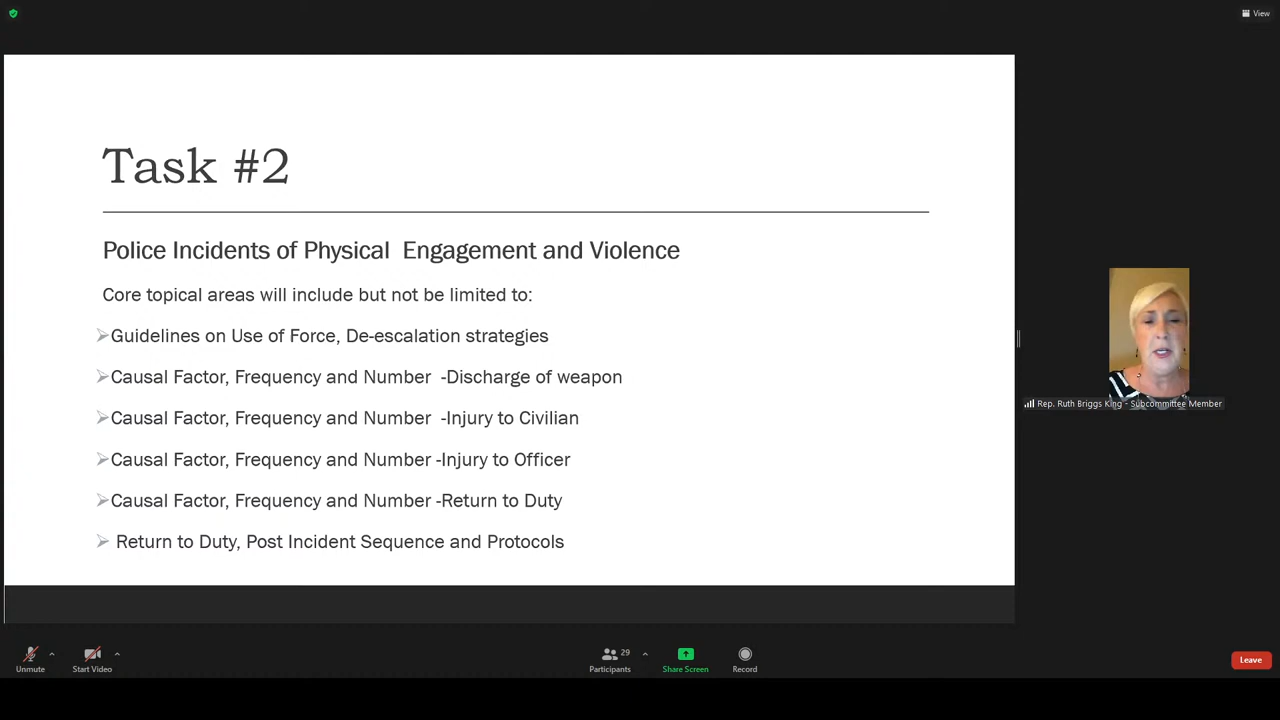 View
Task #2
Police Incidents of Physical  Engagement and Violence
Core topical areas will include but not be limited to:
Guidelines on Use of Force, De-escalation strategies
Causal Factor, Frequency and Number  -Discharge of weapon
Causal Factor, Frequency and Number  -Injury to Civilian
Causal Factor, Frequency and Number -Injury to Officer
Causal Factor, Frequency and Number -Return to Duty
Return to Duty, Post Incident Sequence and Protocols
Rep. Ruth Briggs King - Subcommittee Member
29
Unmute
Start Video
Participants
Share Screen
Record
Leave